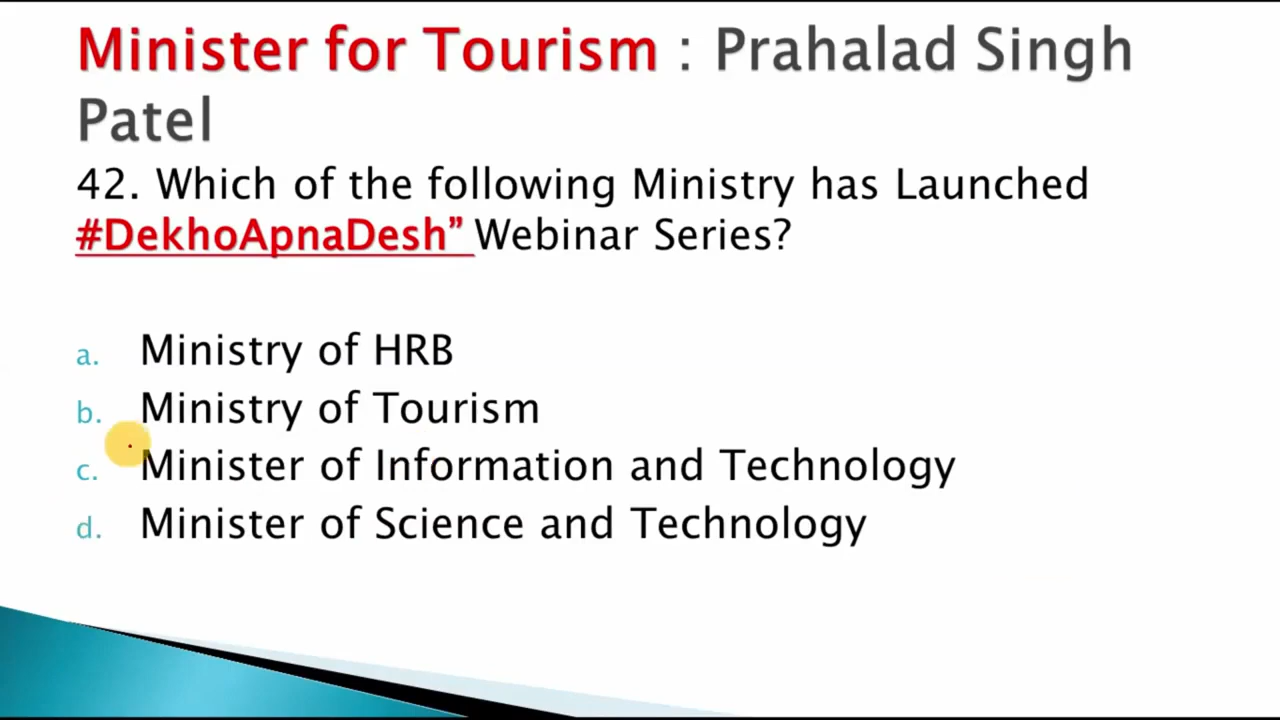 Minister for Tourism : Prahalad Singh
Patel
42. Which of the following Ministry has Launched
#DekhoApnaDesh” Webinar Series?
a. Ministry of HRB
b. Ministry of Tourism
c. Minister of Information and Technology
d. Minister of Science and Technology